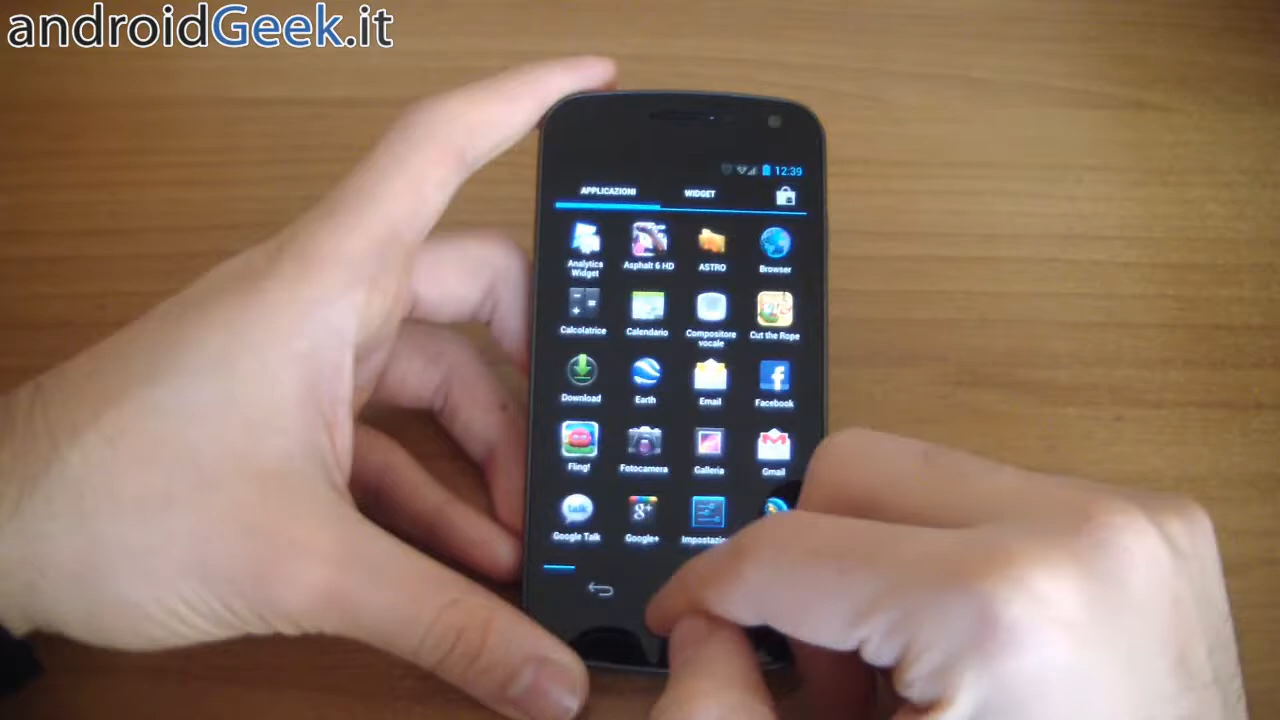 androidGeek.it
12:39
APPLICAZIONI WIDGET
Analytics Widget
Asphalt 6 HD
ASTRO
Browser
Calcolatrice
Calendario
Compositore vocale
Cut the Rope
Download
Earth
Email
Facebook
Fling!
Fotocamera
Galleria
Gmail
talk
Google Talk
g+
Google+